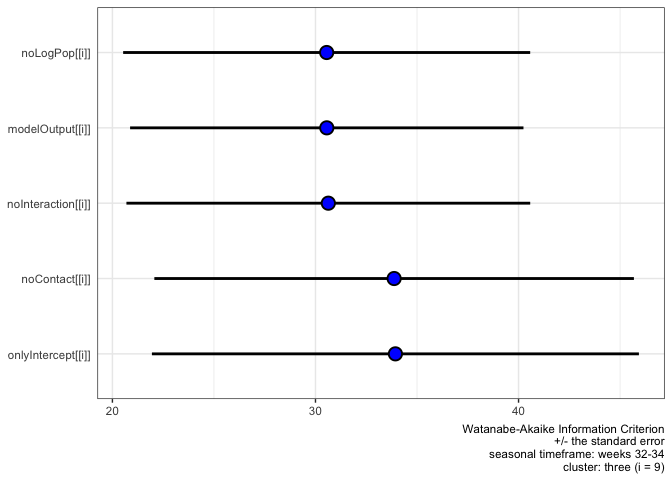 noLogPop[[i]]
modelOutput[[i]]
noInteraction[[i]]
noContact[[i]]
onlyIntercept[[i]]
20 30 40
Watanabe-Akaike Information Criterion
+/- the standard error
seasonal timeframe: weeks 32-34
cluster: three (i = 9)